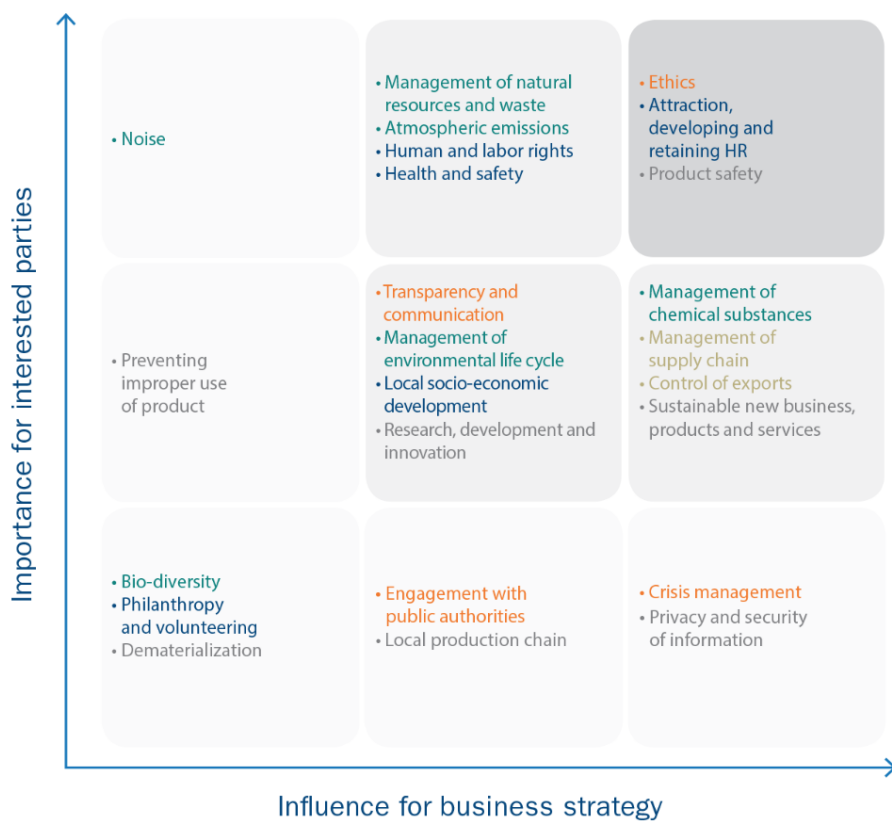 Importance for interested parties
• Noise
• Management of natural
resources and waste
• Atmospheric emissions
• Human and labor rights
• Health and safety
• Ethics
• Attraction,
developing and
retaining HR
• Product safety
• Preventing
improper use
of product
• Transparency and
communication
• Management of
environmental life cycle
• Local socio-economic
development
• Research, development and
innovation
• Management of
chemical substances
• Management of
supply chain
• Control of exports
• Sustainable new business,
products and services
• Bio-diversity
• Philanthropy
and volunteering
• Dematerialization
• Engagement with
public authorities
• Local production chain
• Crisis management
• Privacy and security
of information
Influence for business strategy